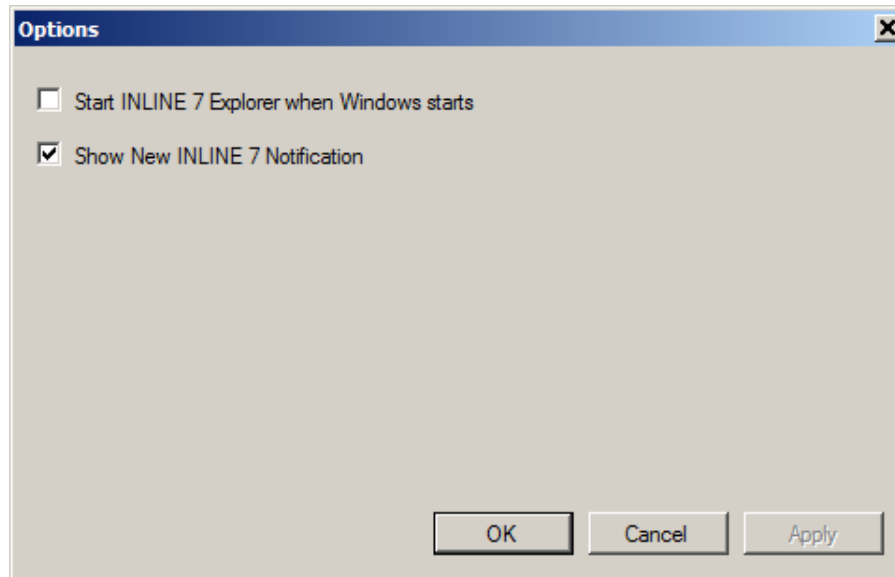 Options
Start INLINE 7 Explorer when Windows starts
Show New INLINE 7 Notification
OK Cancel Apply